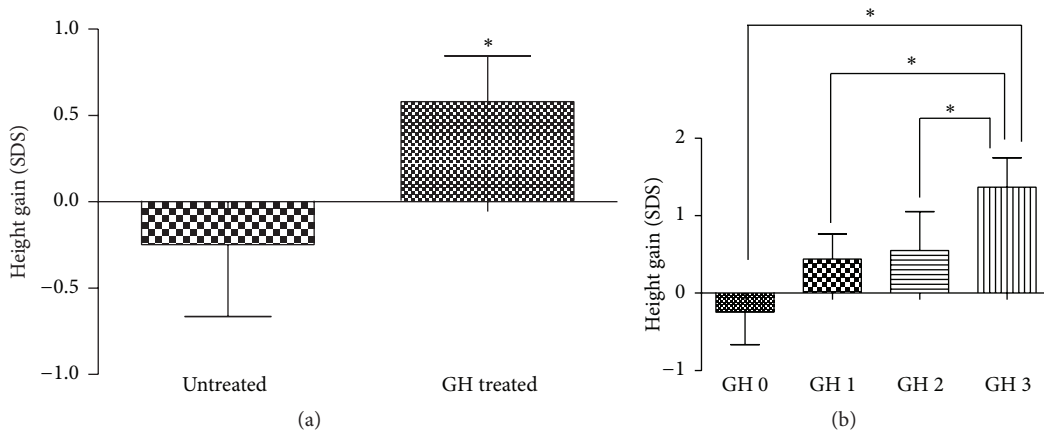 Height gain (SDS)
1.0
0.5
0.0
−0.5
−1.0
*
Untreated
GH treated
(a)
Height gain (SDS)
2
1
0
−1
*
*
*
GH 0
GH 1
GH 2
GH 3
(b)